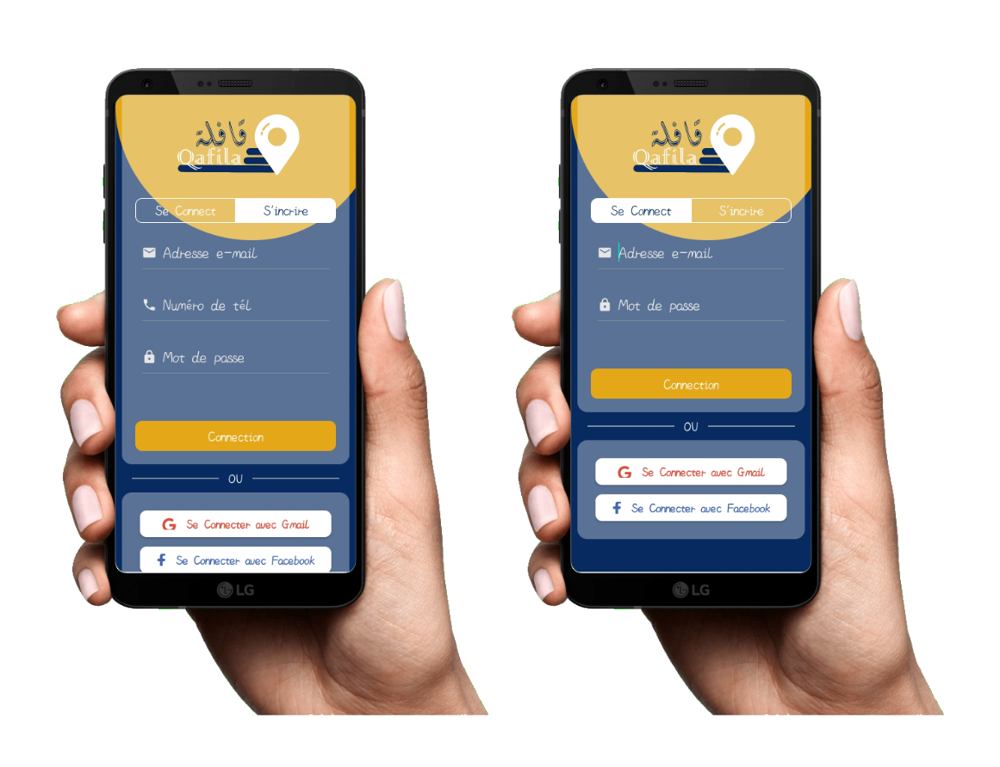 قافلة
Qafila
Se Connect S'incrire
Adresse e-mail
Numéro de tél
Mot de passe
Connection
OU
G Se Connecter avec Gmail
f Se Connecter avec Facebook
LG
قافلة
Qafila
Se Connect S'incrire
Adresse e-mail
Mot de passe
Connection
OU
G Se Connecter avec Gmail
f Se Connecter avec Facebook
LG